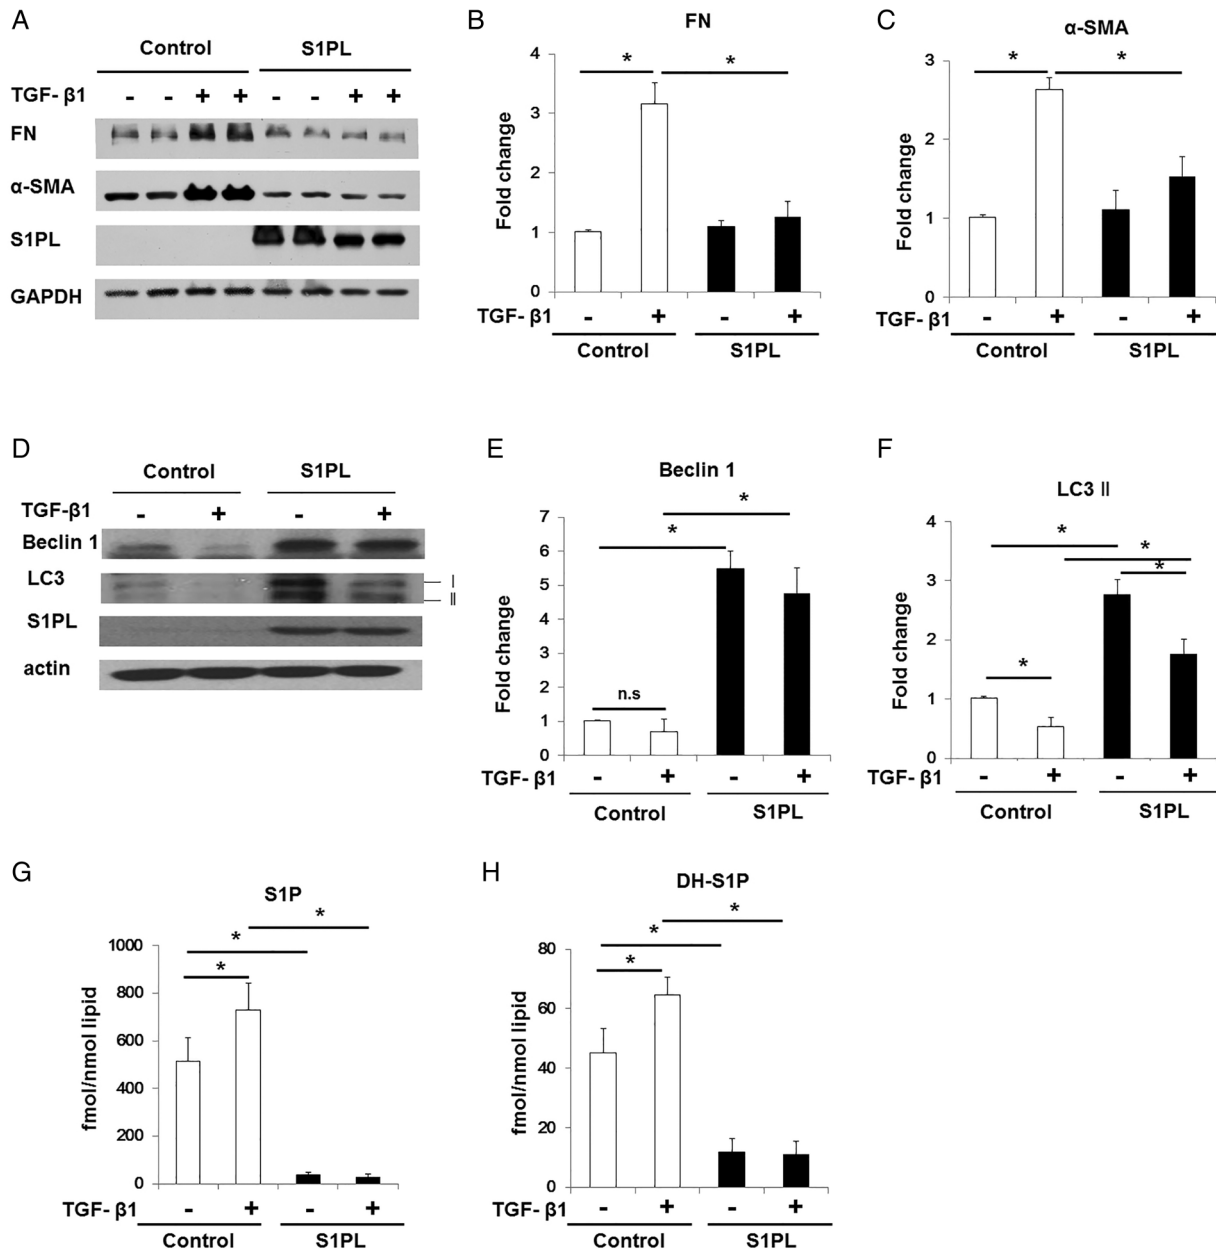 A
Control
S1PL
TGF- β1
- - + + - - + +
FN
α-SMA
S1PL
GAPDH
B
FN
*
*
Fold change
4
3
2
1
0
TGF- β1
- + - +
Control
S1PL
C
α-SMA
*
*
Fold change
3
2
1
0
TGF- β1
- + - +
Control
S1PL
D
Control
S1PL
TGF-β1
- + - +
Beclin 1
LC3
I
II
S1PL
actin
E
Beclin 1
*
*
n.s
Fold change
7
6
5
4
3
2
1
0
TGF- β1
- + - +
Control
S1PL
F
LC3 II
*
*
*
*
Fold change
4
3
2
1
0
TGF- β1
- + - +
Control
S1PL
G
S1P
*
*
*
fmol/nmol lipid
1000
800
600
400
200
0
TGF- β1
- + - +
Control
S1PL
H
DH-S1P
*
*
*
fmol/nmol lipid
80
60
40
20
0
TGF- β1
- + - +
Control
S1PL